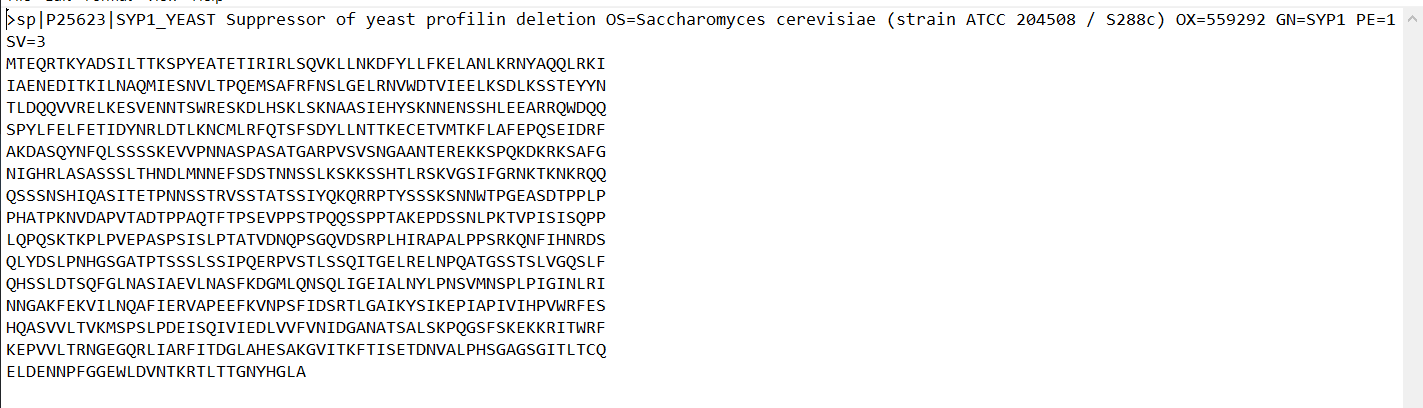 >sp|P25623|SYP1_YEAST Suppressor of yeast profilin deletion OS=Saccharomyces cerevisiae (strain ATCC 204508 / S288c) OX=559292 GN=SYP1 PE=1
SV=3
MTEQRTKYADSILTTKSPYEATETIRIRLSQVKLLNKDFYLLFKELANLKRNYAQQLRKI
IAENEDITKILNAQMIESNVLTPQEMSAFRFNSLGELRNVWDTVIEELKSDLKSSTEYYN
TLDQQVVRELKESVENNTSWRESKDLHSKLSKNAASIEHYSKNNENSSHLEEARRQWDQQ
SPYLFELFETIDYNRLDTLKNCMLRFQTSFSDYLLNTTKECETVMTKFLAFEPQSEIDRF
AKDASQYNFQLSSSSKEVVPNNASPASATGARPVSVSNGAANTEREKKSPQKDKRKSAFG
NIGHRLASASSSLTHNDLMNNEFSDSTNNSSLKSKKSSHTLRSKVGSIFGRNKTKNKRQQ
QSSSNSHIQASITETPNNSSTRVSSTATSSIYQKQRRPTYSSSKSNNWTPGEASDTPPLP
PHATPKNVDAPVTADTPPAQTFTPSEVPPSTPQQSSPPTAKEPDSSNLPKTVPISISQPP
LQPQSKTKPLPVEPASPSISLPTATVDNQPSGQVDSRPLHIRAPALPPSRKQNFIHNRDS
QLYDSLPNHGSGATPTSSSLSSIPQERPVSTLSSQITGELRELNPQATGSSTSLVGQSLF
QHSSLDTSQFGLNASIAEVLNASFKDGMLQNSQLIGEIALNYLPNSVMNSPLPIGINLRI
NNGAKFEKVILNQAFIERVAPEEFKVNPSFIDSRTLGAIKYSIKEPIAPIVIHPVWRFES
HQASVVLTVKMSPSLPDEISQIVIEDLVVFVNIDGANATSALSKPQGSFSKEKKRITWRF
KEPVVLTRNGEGQRLIARFITDGLAHESAKGVITKFTISETDNVALPHSGAGSGITLTCQ
ELDENNPFGGEWLDVNTKRTLTTGNYHGLA